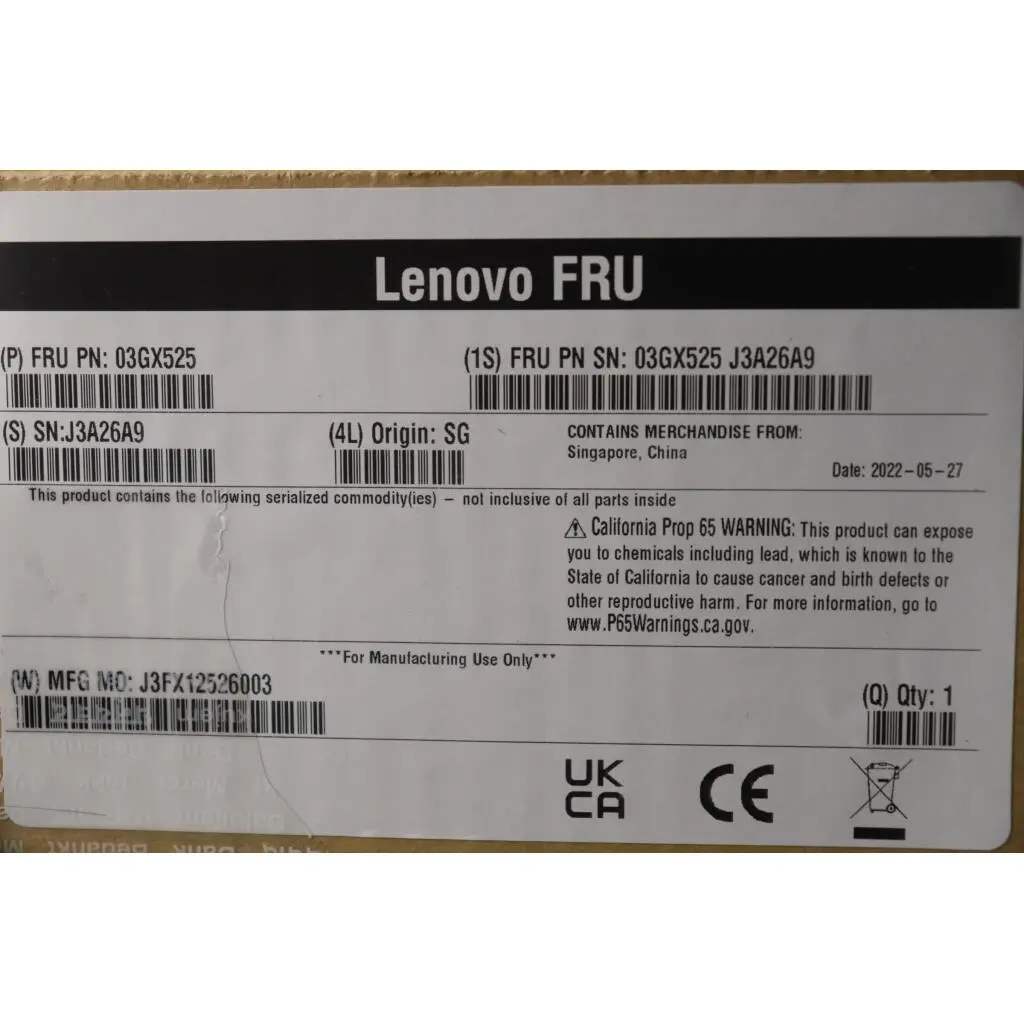 Lenovo FRU
(P) FRU PN: 03GX525
(1S) FRU PN SN: 03GX525 J3A26A9
(S) SN:J3A26A9
(4L) Origin: SG
CONTAINS MERCHANDISE FROM:
Singapore, China
Date: 2022-05-27
This product contains the following serialized commodity(ies) – not inclusive of all parts inside
⚠ California Prop 65 WARNING: This product can expose
you to chemicals including lead, which is known to the
State of California to cause cancer and birth defects or
other reproductive harm. For more information, go to
www.P65Warnings.ca.gov.
***For Manufacturing Use Only***
(W) MFG MO: J3FX12526003
(Q) Qty: 1
UK
CA
CE